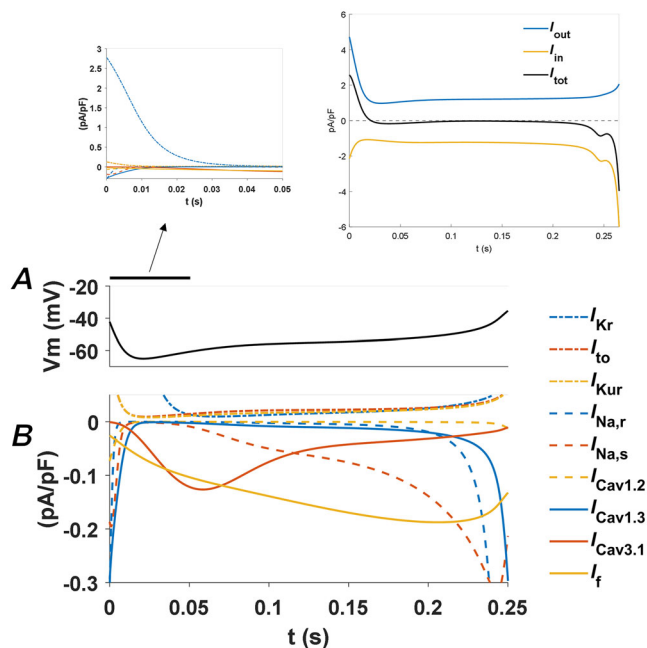 3
2.5
2
1.5
1
0.5
0
(pA/pF)
0
0.01
0.02
0.03
0.04
0.05
t (s)
6
4
2
0
-2
-4
-6
pA/pF
I_out
I_in
I_tot
0
0.05
0.1
0.15
0.2
0.25
t (s)
A
-20
-40
-60
Vm (mV)
B
0
-0.1
-0.2
-0.3
(pA/pF)
0
0.05
0.1
0.15
0.2
0.25
t (s)
I_Kr
I_to
I_Kur
I_Na,r
I_Na,s
I_Cav1.2
I_Cav1.3
I_Cav3.1
I_f